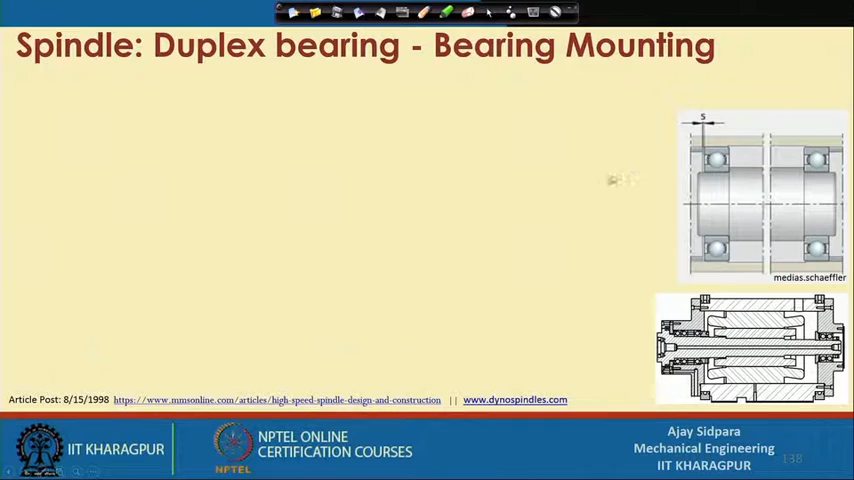 Spindle: Duplex bearing - Bearing Mounting
S
medias.schaeffler
Article Post: 8/15/1998 https://www.mmsonline.com/articles/high-speed-spindle-design-and-construction || www.dynospindles.com
IIT KHARAGPUR
NPTEL
NPTEL ONLINE
CERTIFICATION COURSES
Ajay Sidpara
Mechanical Engineering
IIT KHARAGPUR
138